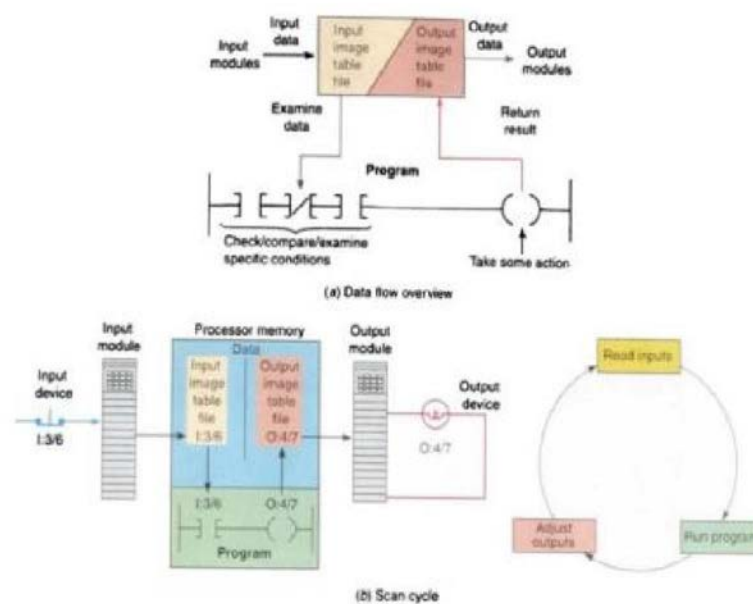 Input
modules
Input
data
Input
image
table
file
Output
image
table
file
Output
data
Output
modules
Examine
data
Return
result
Program
Check/compare/examine
specific conditions
Take some action
(a) Data flow overview
Input
device
I:3/6
Input
module
Processor memory
Data
Input
image
table
file
I:3/6
Output
image
table
file
O:4/7
I:3/6
O:4/7
Program
Output
module
Output
device
O:4/7
Read inputs
Run program
Adjust
outputs
(b) Scan cycle